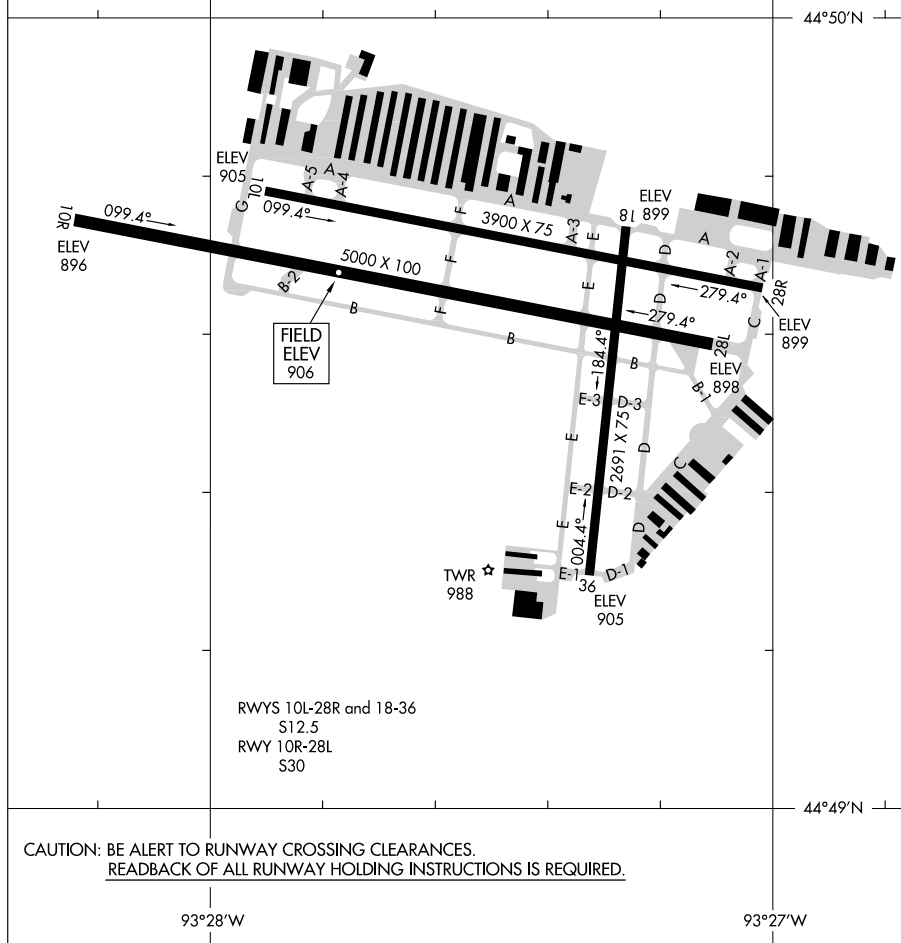 44°50'N
ELEV
905
A
A-5
A-4
10L
099.4°
G
10R
099.4°
ELEV
896
F
A
3900 X 75
A-3
E
18
ELEV
899
D
A
A-2
A-1
28R
279.4°
5000 X 100
F
E
D
279.4°
C
ELEV
899
B-2
B
F
B
FIELD
ELEV
906
184.4°
B
28L
ELEV
898
B-1
E-3
D-3
E
2691 X 75
D
C
E-2
D-2
E
004.4°
D
TWR
988
E-1
36
D-1
ELEV
905
RWYS 10L-28R and 18-36
S12.5
RWY 10R-28L
S30
44°49'N
CAUTION: BE ALERT TO RUNWAY CROSSING CLEARANCES.
READBACK OF ALL RUNWAY HOLDING INSTRUCTIONS IS REQUIRED.
93°28'W
93°27'W